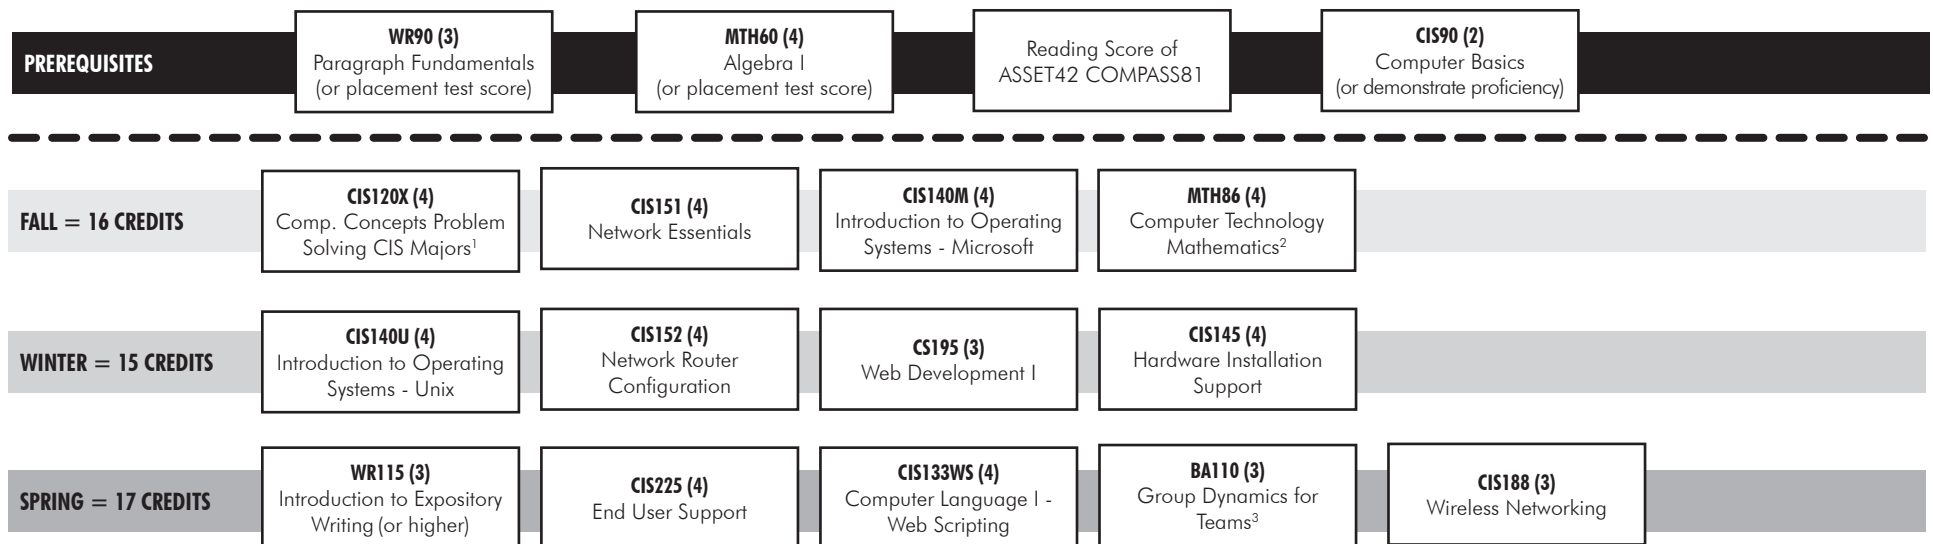 PREREQUISITES
WR90 (3)
Paragraph Fundamentals
(or placement test score)
MTH60 (4)
Algebra I
(or placement test score)
Reading Score of
ASSET42 COMPASS81
CIS90 (2)
Computer Basics
(or demonstrate proficiency)
FALL = 16 CREDITS
CIS120X (4)
Comp. Concepts Problem
Solving CIS Majors¹
CIS151 (4)
Network Essentials
CIS140M (4)
Introduction to Operating
Systems - Microsoft
MTH86 (4)
Computer Technology
Mathematics²
WINTER = 15 CREDITS
CIS140U (4)
Introduction to Operating
Systems - Unix
CIS152 (4)
Network Router
Configuration
CS195 (3)
Web Development I
CIS145 (4)
Hardware Installation
Support
SPRING = 17 CREDITS
WR115 (3)
Introduction to Expository
Writing (or higher)
CIS225 (4)
End User Support
CIS133WS (4)
Computer Language I -
Web Scripting
BA110 (3)
Group Dynamics for
Teams³
CIS188 (3)
Wireless Networking